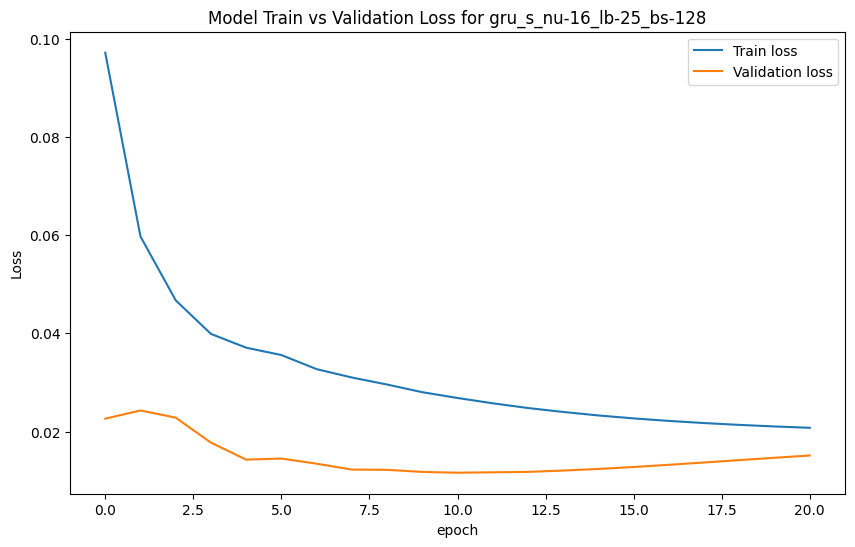 Model Train vs Validation Loss for gru_s_nu-16_lb-25_bs-128
Train loss
Validation loss
0.10
0.08
0.06
0.04
0.02
Loss
0.0 2.5 5.0 7.5 10.0 12.5 15.0 17.5 20.0
epoch